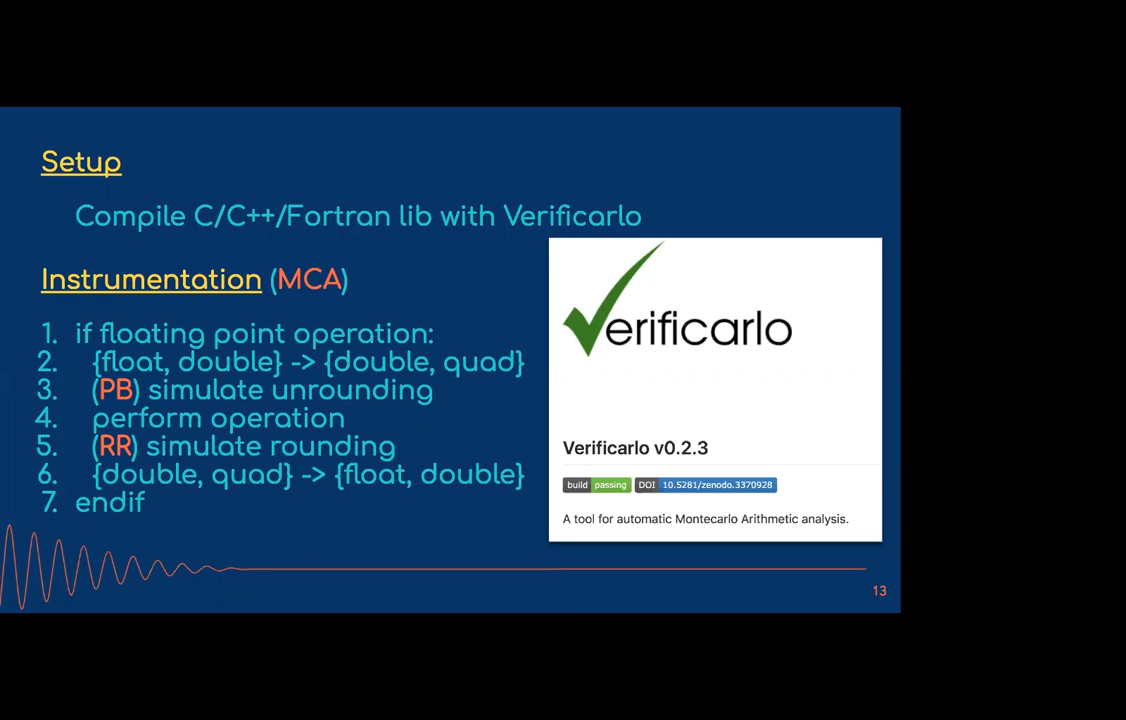 Setup
Compile C/C++/Fortran lib with Verificarlo
Instrumentation (MCA)
1. if floating point operation:
2. {float, double} -> {double, quad}
3. (PB) simulate unrounding
4. perform operation
5. (RR) simulate rounding
6. {double, quad} -> {float, double}
7. endif
Verificarlo
Verificarlo v0.2.3
build passing DOI 10.5281/zenodo.3370928
A tool for automatic Montecarlo Arithmetic analysis.
13